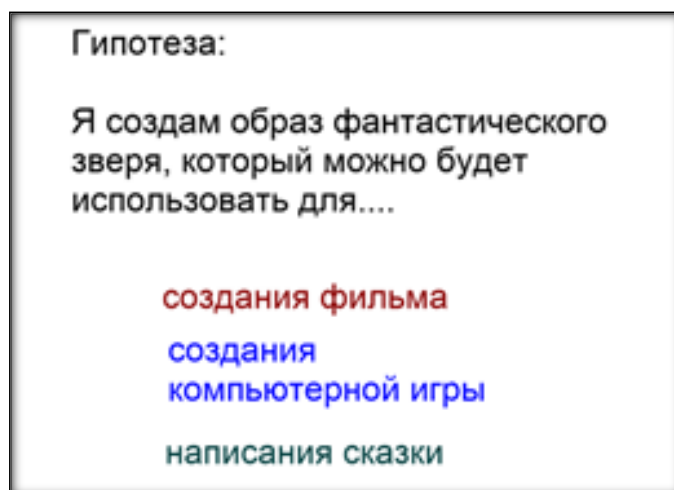 Гипотеза:
Я создам образ фантастического
зверя, который можно будет
использовать для....
создания фильма
создания
компьютерной игры
написания сказки